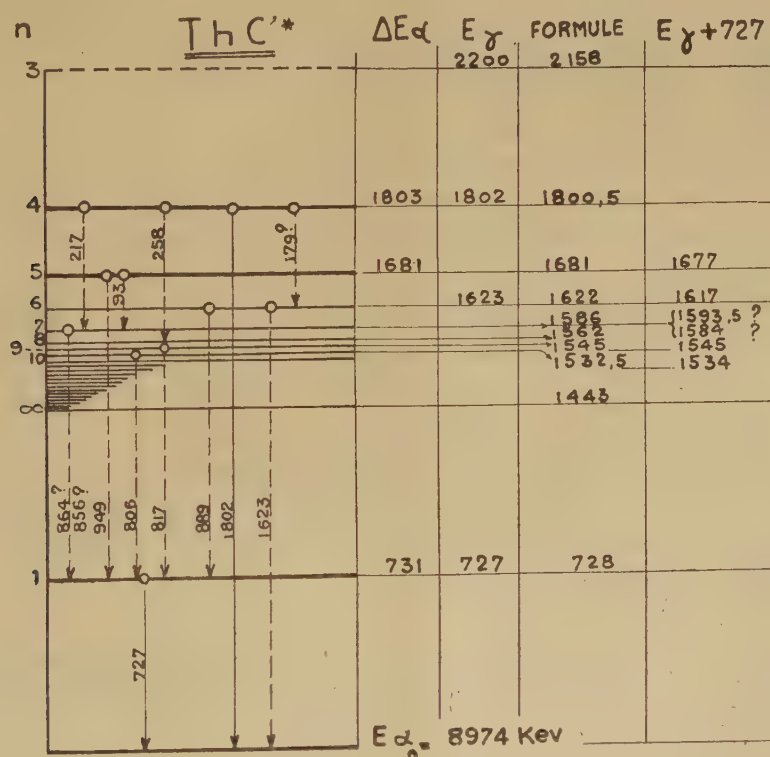 n ThC'* ΔEα Eγ FORMULE Eγ+727
3 2200 2158
4 1803 1802 1800,5
217 258 179?
5 1681 1681 1677
93
6 1623 1622 1617
7 1586 {1593,5 ?
8 1562 {1584 ?
9 1545 1545
10 1532,5 1534
∞ 1443
864? 856? 949 806 817 889 1802 1623
1 731 727 728
727
Eα₀= 8974 Kev